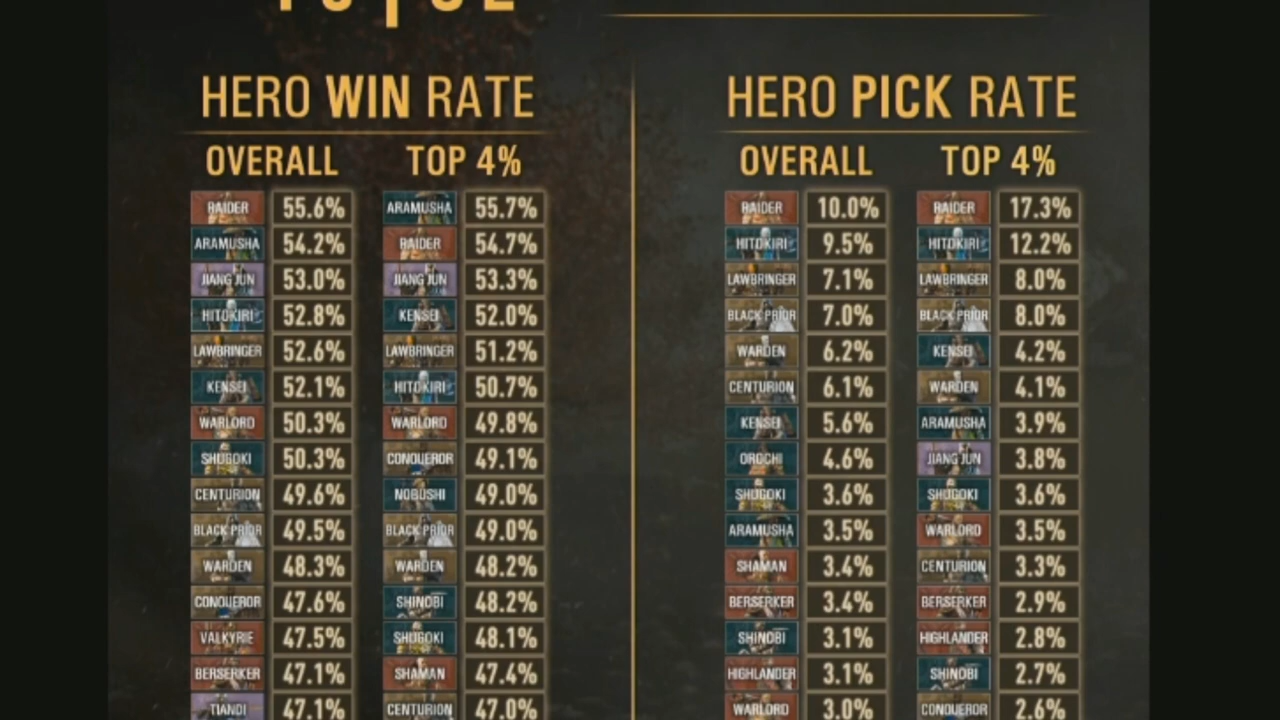 HERO WIN RATE
OVERALL TOP 4%
RAIDER 55.6% ARAMUSHA 55.7%
ARAMUSHA 54.2% RAIDER 54.7%
JIANG JUN 53.0% JIANG JUN 53.3%
HITOKIRI 52.8% KENSEI 52.0%
LAWBRINGER 52.6% LAWBRINGER 51.2%
KENSEI 52.1% HITOKIRI 50.7%
WARLORD 50.3% WARLORD 49.8%
SHUGOKI 50.3% CONQUEROR 49.1%
CENTURION 49.6% NOBUSHI 49.0%
BLACK PRIOR 49.5% BLACK PRIOR 49.0%
WARDEN 48.3% WARDEN 48.2%
CONQUEROR 47.6% SHINOBI 48.2%
VALKYRIE 47.5% SHUGOKI 48.1%
BERSERKER 47.1% SHAMAN 47.4%
TIANDI 47.1% CENTURION 47.0%
HERO PICK RATE
OVERALL TOP 4%
RAIDER 10.0% RAIDER 17.3%
HITOKIRI 9.5% HITOKIRI 12.2%
LAWBRINGER 7.1% LAWBRINGER 8.0%
BLACK PRIOR 7.0% BLACK PRIOR 8.0%
WARDEN 6.2% KENSEI 4.2%
CENTURION 6.1% WARDEN 4.1%
KENSEI 5.6% ARAMUSHA 3.9%
OROCHI 4.6% JIANG JUN 3.8%
SHUGOKI 3.6% SHUGOKI 3.6%
ARAMUSHA 3.5% WARLORD 3.5%
SHAMAN 3.4% CENTURION 3.3%
BERSERKER 3.4% BERSERKER 2.9%
SHINOBI 3.1% HIGHLANDER 2.8%
HIGHLANDER 3.1% SHINOBI 2.7%
WARLORD 3.0% CONQUEROR 2.6%